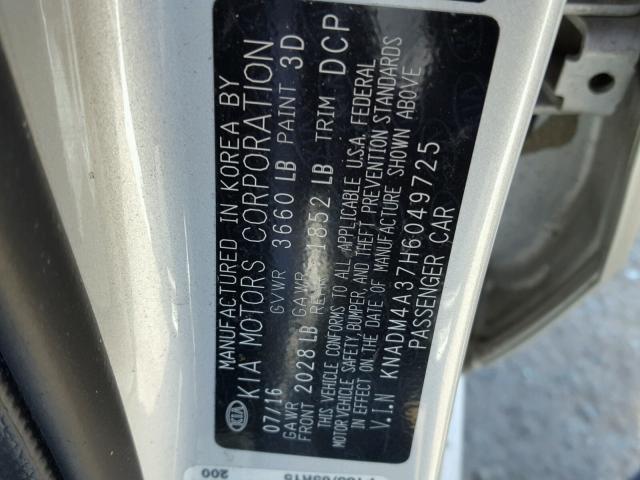 MANUFACTURED IN KOREA BY
KIA KIA MOTORS CORPORATION
07/16 GVWR 3660 LB PAINT 3D
GAWR FRONT 2028 LB GAWR REAR 1852 LB TRIM DCP
THIS VEHICLE CONFORMS TO ALL APPLICABLE U.S.A. FEDERAL
MOTOR VEHICLE SAFETY, BUMPER AND THEFT PREVENTION STANDARDS
IN EFFECT ON THE DATE OF MANUFACTURE SHOWN ABOVE
V.I.N KNADM4A37H6049725
PASSENGER CAR
200